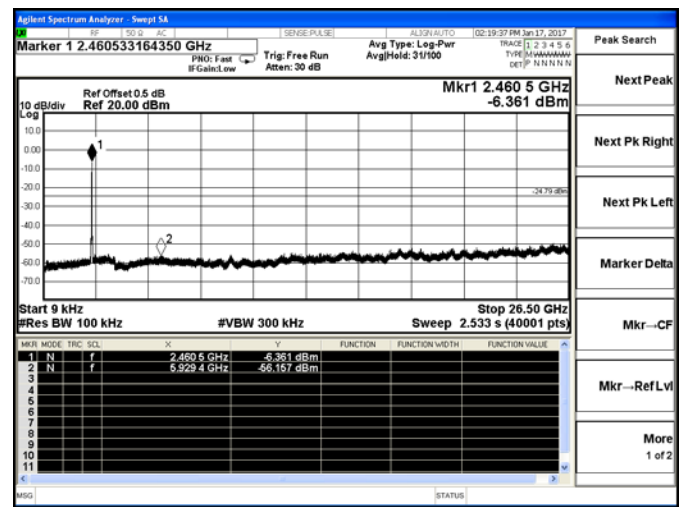 Agilent Spectrum Analyzer - Swept SA
RF 50 Ω AC SENSE:PULSE ALIGN AUTO 02:19:37 PM Jan 17, 2017
Marker 1 2.460533164350 GHz
PNO: Fast
IFGain:Low
Trig: Free Run
Atten: 30 dB
Avg Type: Log-Pwr
Avg|Hold: 31/100
TRACE 1 2 3 4 5 6
TYPE MWWWWW
DET P N N N N N
Peak Search
Next Peak
Next Pk Right
Next Pk Left
Marker Delta
Mkr→CF
Mkr→Ref Lvl
More
1 of 2
Ref Offset 0.5 dB
10 dB/div Ref 20.00 dBm
Log
Mkr1 2.460 5 GHz
-6.361 dBm
10.0
0.00
-10.0
-20.0
-30.0
-40.0
-50.0
-60.0
-70.0
1
2
-24.79 dBm
Start 9 kHz Stop 26.50 GHz
#Res BW 100 kHz #VBW 300 kHz Sweep 2.533 s (40001 pts)
MKR MODE TRC SCL X Y FUNCTION FUNCTION WIDTH FUNCTION VALUE
1 N f 2.460 5 GHz -6.361 dBm
2 N f 5.929 4 GHz -56.157 dBm
3
4
5
6
7
8
9
10
11
MSG STATUS